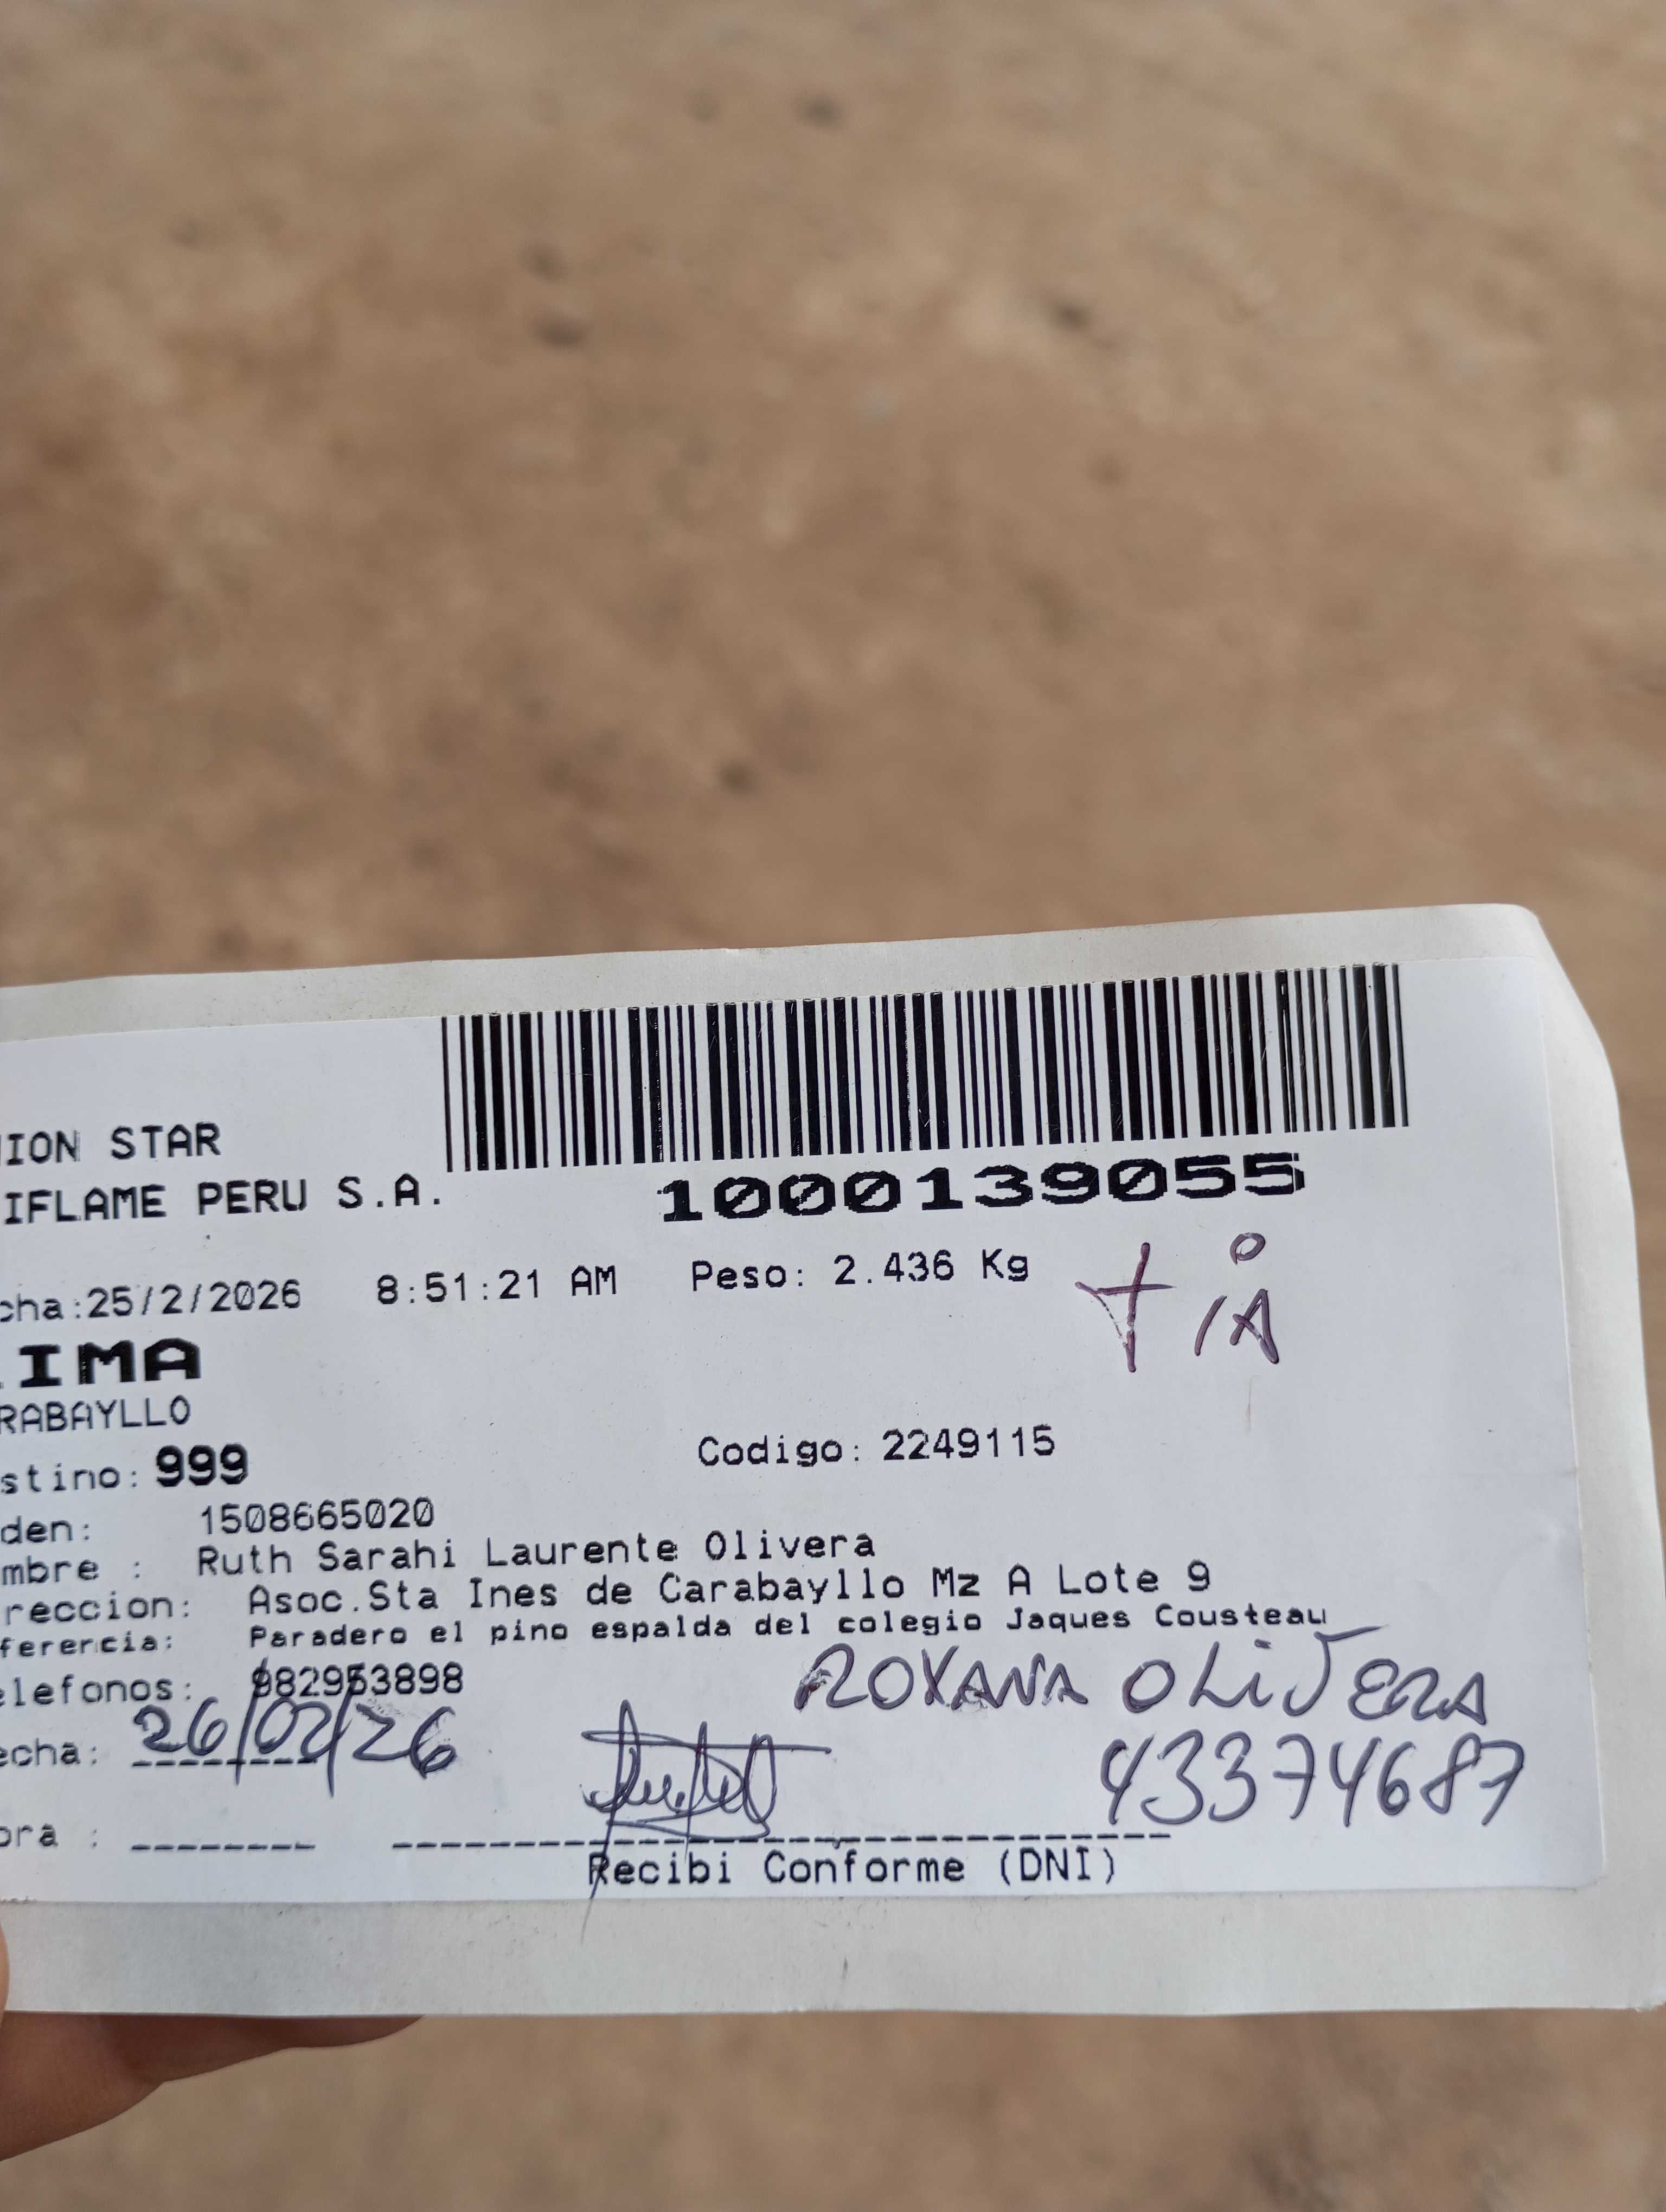 NION STAR
IFLAME PERU S.A.
1000139055
cha:25/2/2026 8:51:21 AM Peso: 2.436 Kg
TIA
IMA
RABAYLLO
stino: 999 Codigo: 2249115
den: 1508665020
mbre : Ruth Sarahi Laurente Olivera
reccion: Asoc.Sta Ines de Carabayllo Mz A Lote 9
ferencia: Paradero el pino espalda del colegio Jaques Cousteau
elefonos: 982953898
ROXANA OLIVERA
echa: 26/02/26
43374687
ora :
Recibi Conforme (DNI)